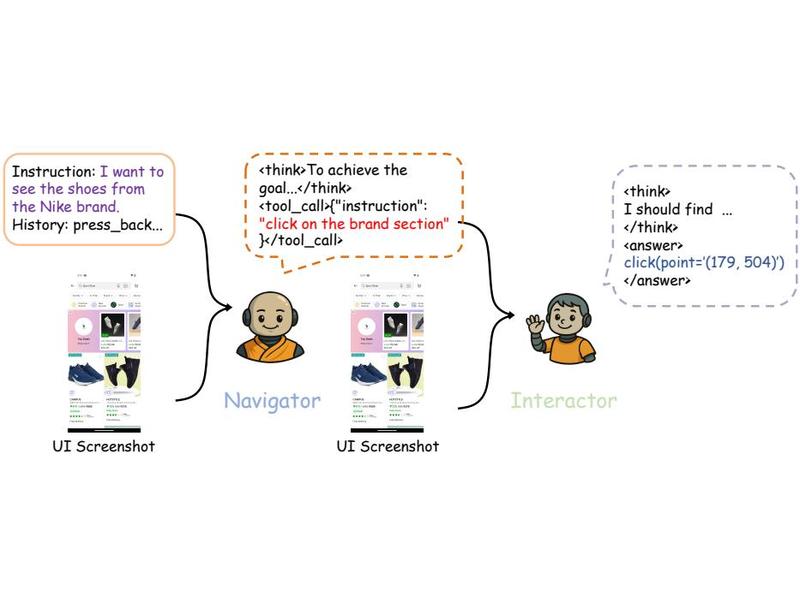 Instruction: I want to
see the shoes from
the Nike brand.
History: press_back...
<think>To achieve the
goal...</think>
<tool_call>{"instruction":
"click on the brand section"
}</tool_call>
<think>
I should find ...
</think>
<answer>
click(point='(179, 504)')
</answer>
Navigator
Interactor
UI Screenshot
UI Screenshot